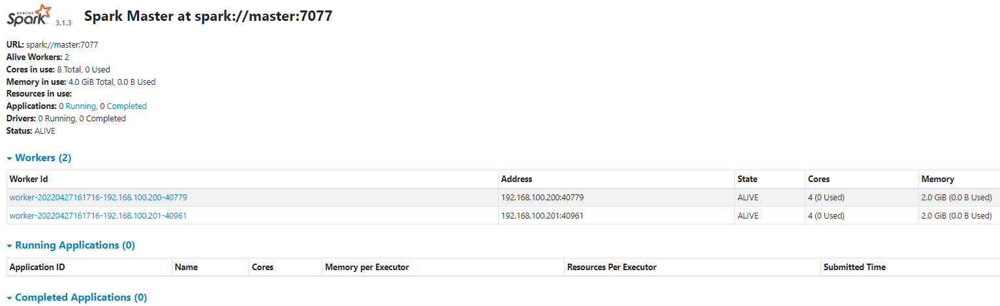 APACHE Spark 3.1.3 Spark Master at spark://master:7077
URL: spark://master:7077
Alive Workers: 2
Cores in use: 8 Total, 0 Used
Memory in use: 4.0 GiB Total, 0.0 B Used
Resources in use:
Applications: 0 Running, 0 Completed
Drivers: 0 Running, 0 Completed
Status: ALIVE
Workers (2)
Worker Id Address State Cores Memory
worker-20220427161716-192.168.100.200-40779 192.168.100.200:40779 ALIVE 4 (0 Used) 2.0 GiB (0.0 B Used)
worker-20220427161716-192.168.100.201-40961 192.168.100.201:40961 ALIVE 4 (0 Used) 2.0 GiB (0.0 B Used)
Running Applications (0)
Application ID Name Cores Memory per Executor Resources Per Executor Submitted Time
Completed Applications (0)